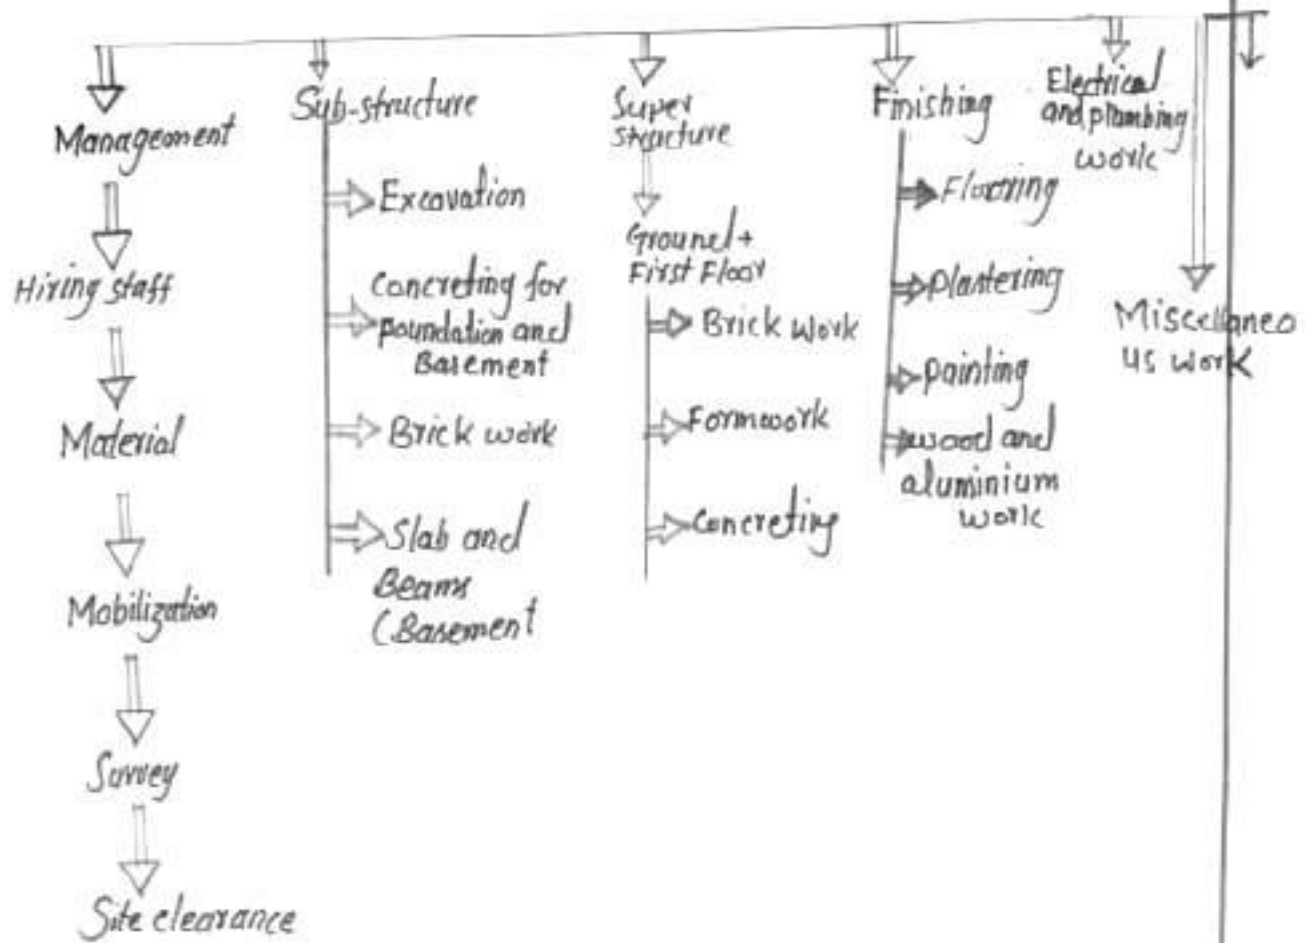 Management
Hiring staff
Material
Mobilization
Survey
Site clearance
Sub-structure
Excavation
Concreting for
foundation and
Basement
Brick work
Slab and
Beams
(Basement
Super
structure
Ground +
First Floor
Brick work
Formwork
Concreting
Finishing
Flooring
plastering
painting
wood and
aluminium
work
Electrical
and plumbing
work
Miscellaneo
us work